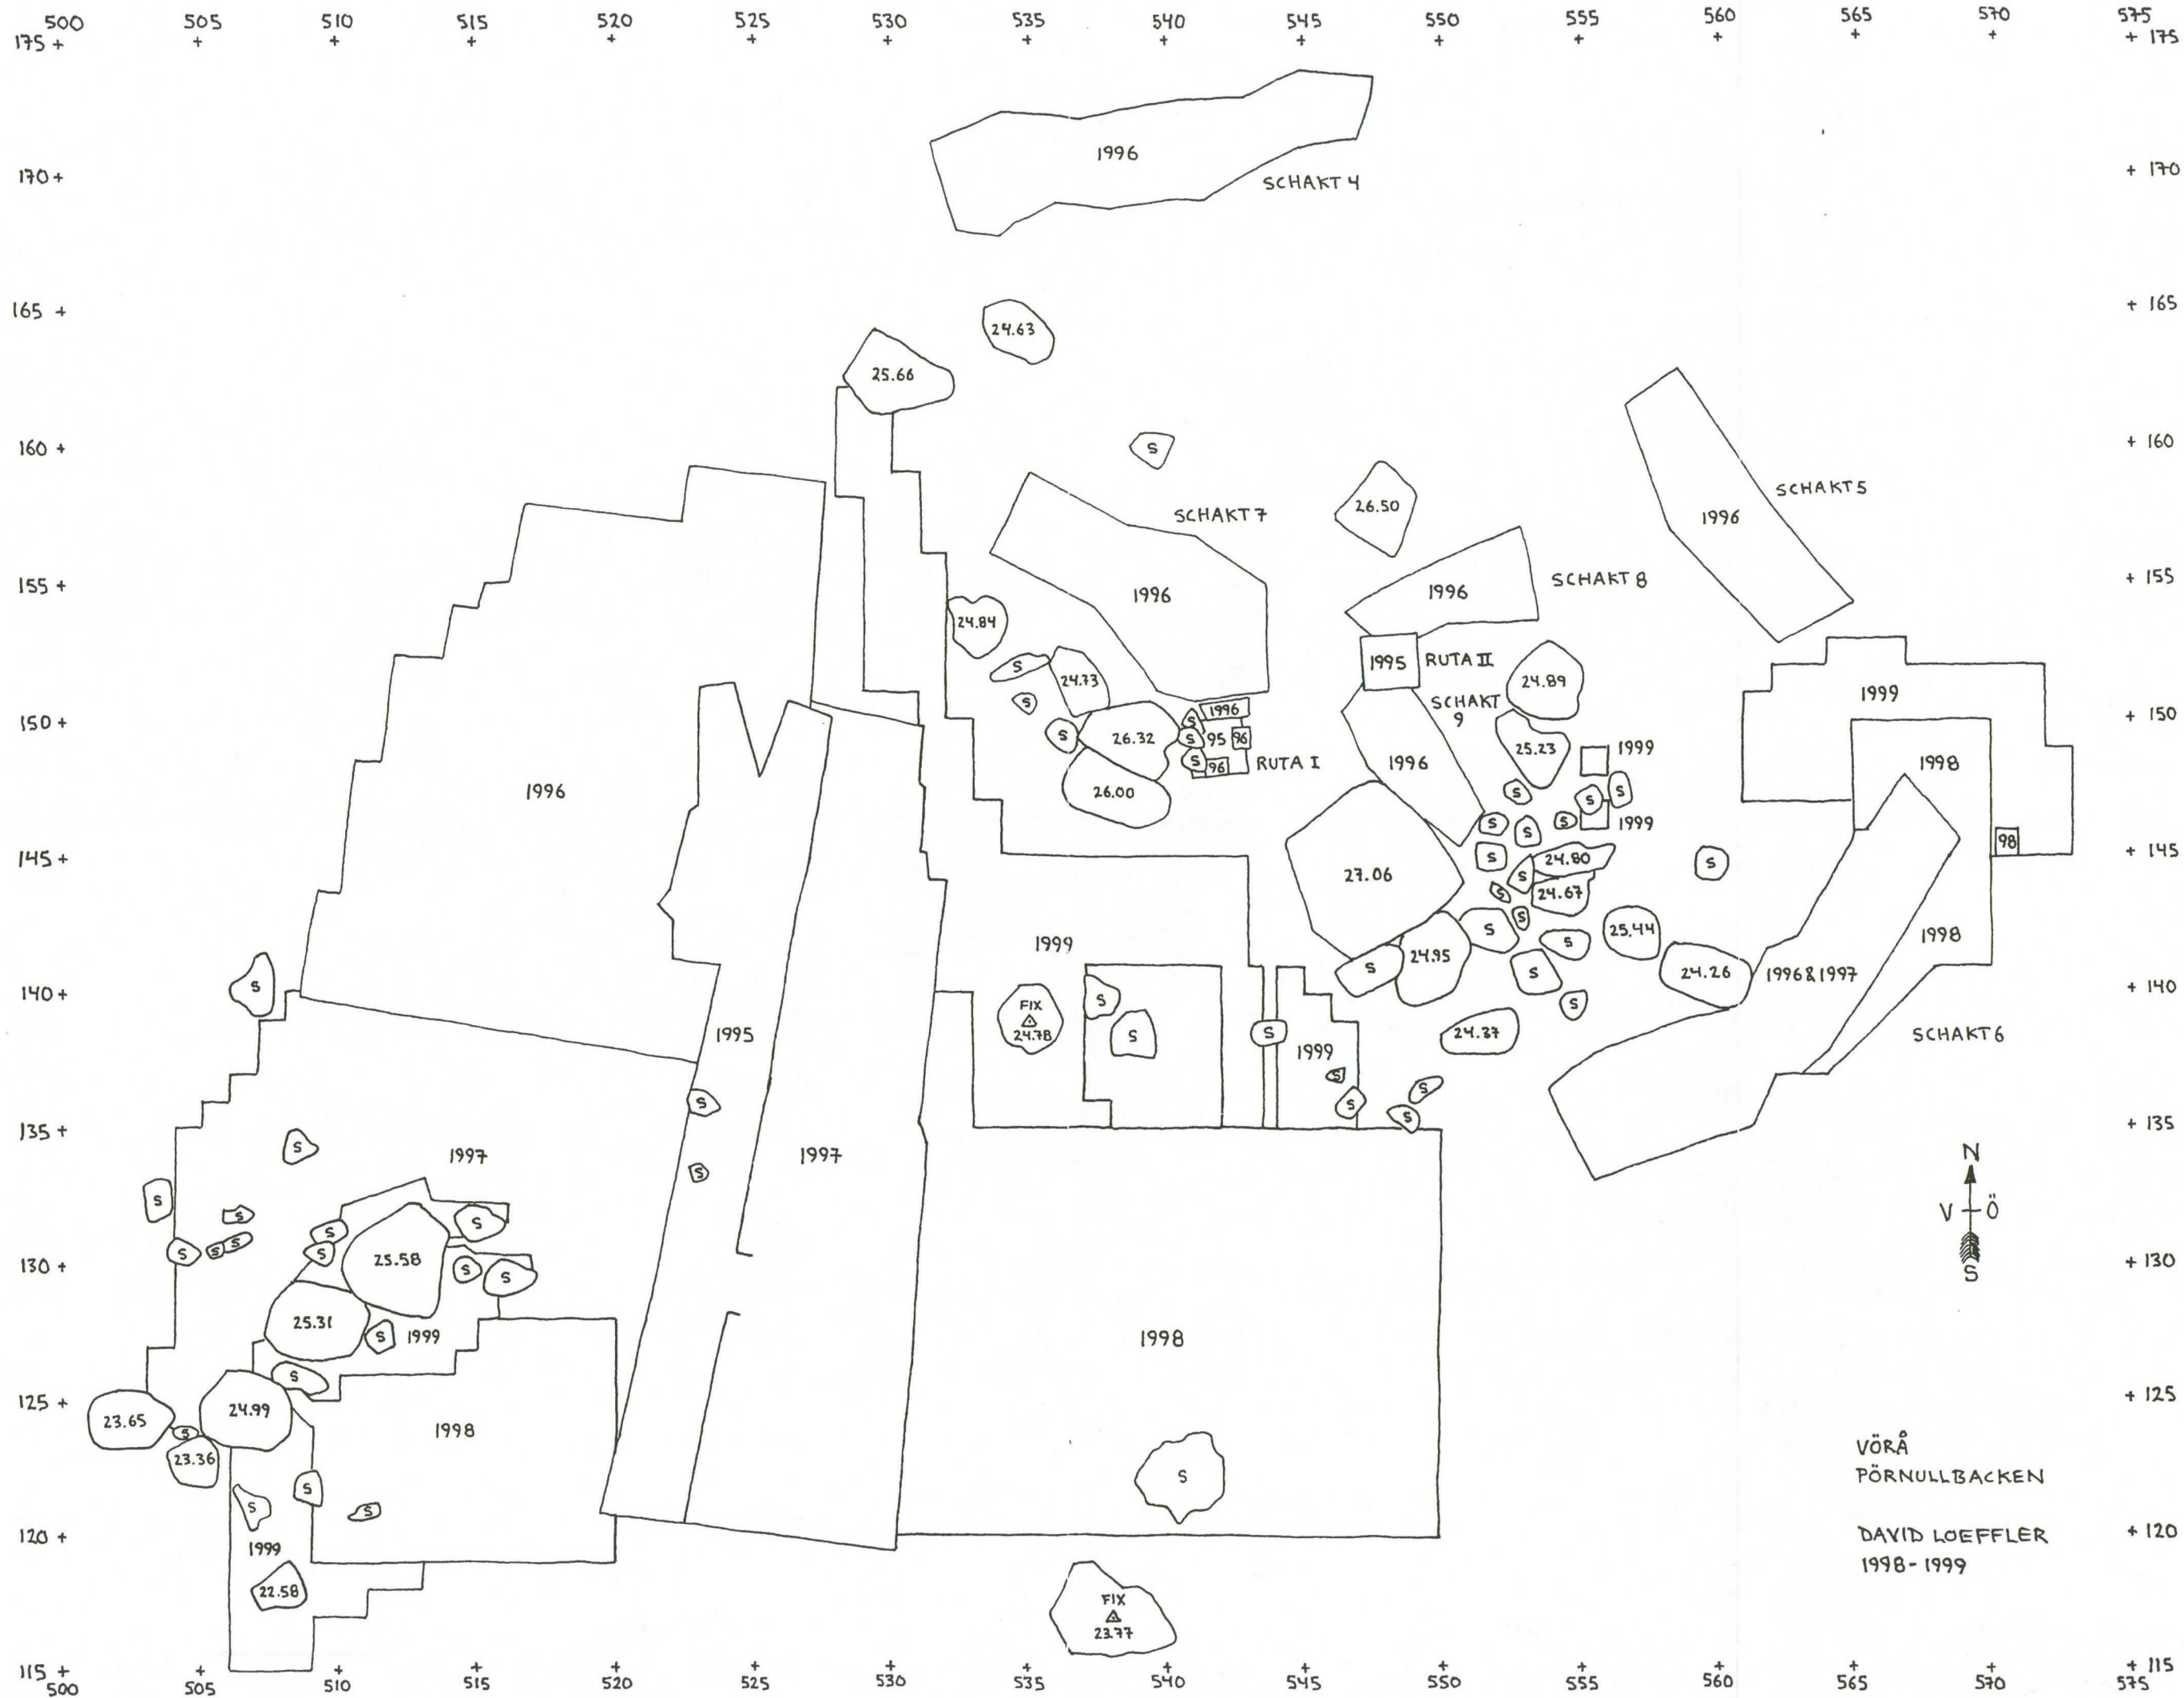 500 505 510 515 520 525 530 535 540 545 550 555 560 565 570 575
175 + + + + + + + + + + + + + + + + 175
1996
170 + + 170
SCHAKT 4
165 + + 165
24.63
25.66
160 + + 160
S
SCHAKT 5
26.50
SCHAKT 7
1996
155 + + 155
SCHAKT 8
1996
1996
24.84
1995 RUTA II
S
24.73
24.89
1999
SCHAKT
9
S
1996
150 + + 150
S
S
26.32
S
95
96
25.23
1999
S
96
RUTA I
1996
1998
1996
26.00
S
S
S
S
S
S
1999
145 + + 145
98
S
24.80
S
27.06
S
24.67
S
S
S
25.44
1998
1999
S
24.95
S
S
24.26
1996 & 1997
140 + + 140
S
S
FIX
24.78
S
S
S
24.37
SCHAKT 6
1995
1999
S
S
S
S
S
135 + + 135
S
1997
1997
N
S
S
V Ö
S
S
S
S
S
S
S
S
25.58
S
S
S
130 + + 130
25.31
S
1999
1998
S
125 + + 125
23.65
24.99
S
1998
VÖRÅ
23.36
PÖRNULLBACKEN
S
S
S
S
120 + + 120
DAVID LOEFFLER
1999
1998 - 1999
22.58
FIX
23.77
115 + + + + + + + + + + + + + + + + 115
500 505 510 515 520 525 530 535 540 545 550 555 560 565 570 575